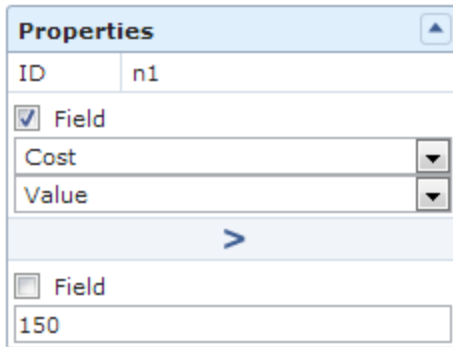 Properties
ID n1
Field
Cost
Value
>
Field
150